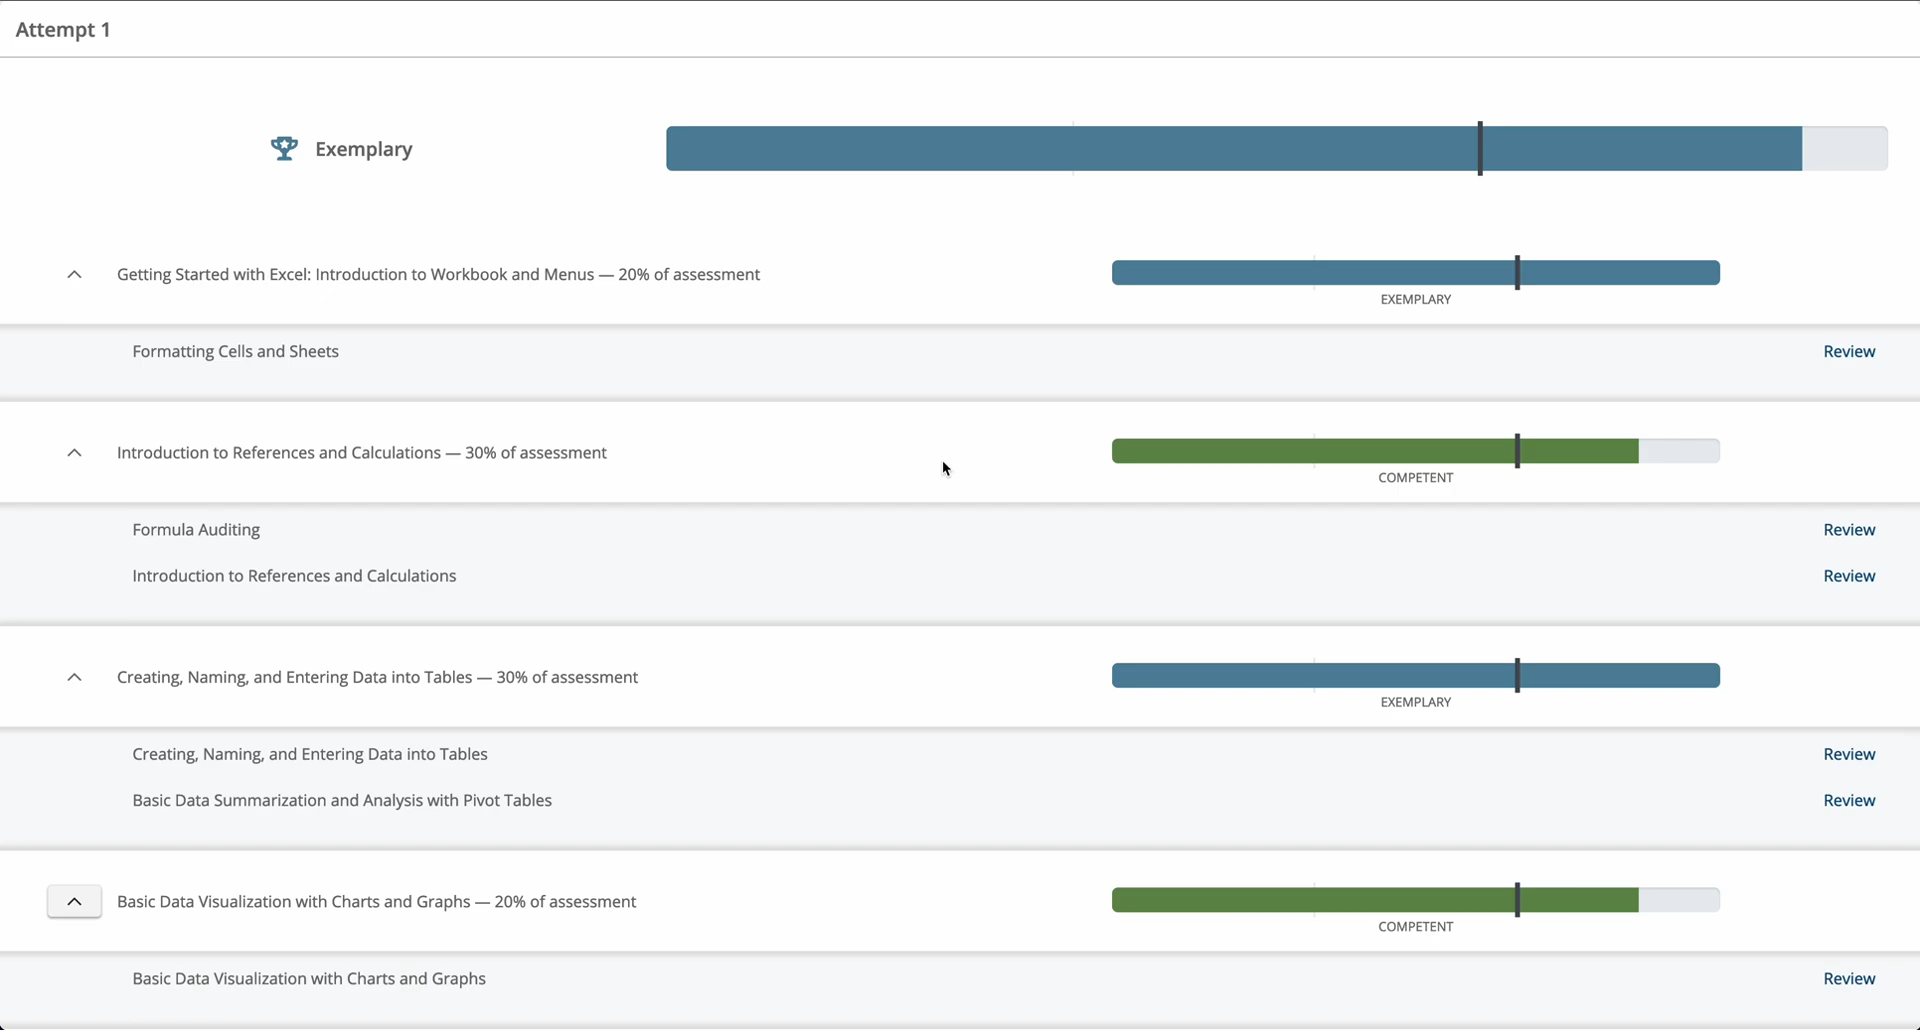 Attempt 1
Exemplary
Getting Started with Excel: Introduction to Workbook and Menus — 20% of assessment
EXEMPLARY
Formatting Cells and Sheets Review
Introduction to References and Calculations — 30% of assessment
COMPETENT
Formula Auditing Review
Introduction to References and Calculations Review
Creating, Naming, and Entering Data into Tables — 30% of assessment
EXEMPLARY
Creating, Naming, and Entering Data into Tables Review
Basic Data Summarization and Analysis with Pivot Tables Review
Basic Data Visualization with Charts and Graphs — 20% of assessment
COMPETENT
Basic Data Visualization with Charts and Graphs Review